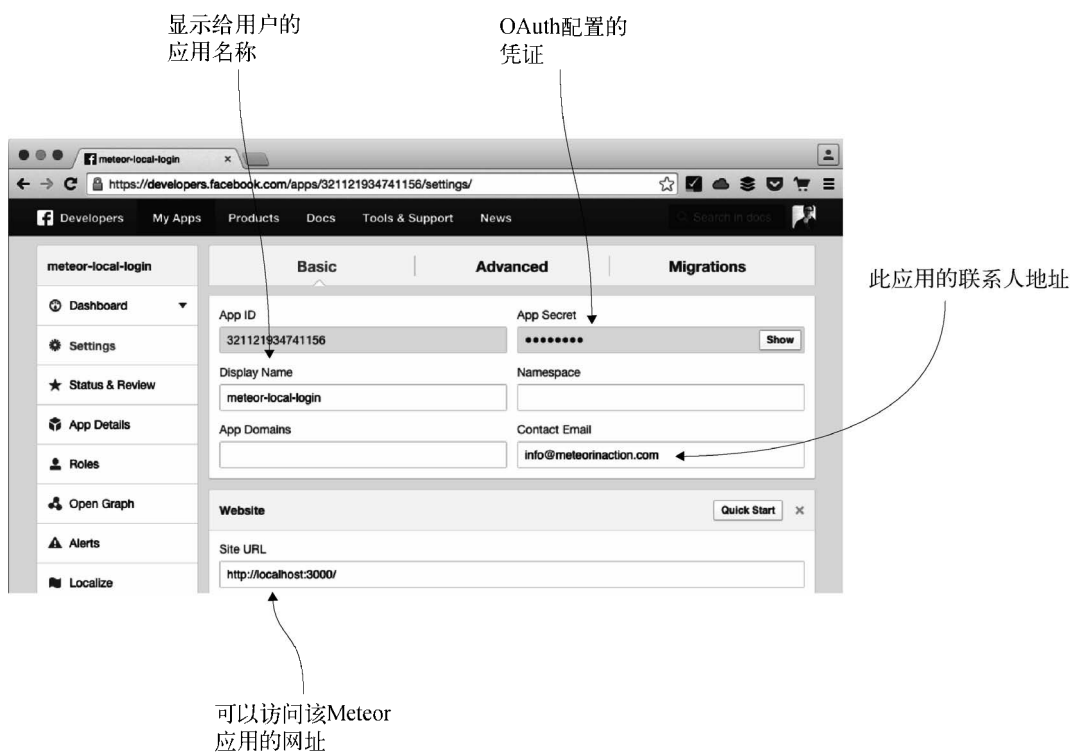 显示给用户的
应用名称
OAuth配置的
凭证
meteor-local-login
https://developers.facebook.com/apps/321121934741156/settings/
Developers My Apps Products Docs Tools & Support News Search in docs
meteor-local-login
Basic Advanced Migrations
此应用的联系人地址
Dashboard
Settings
Status & Review
App Details
Roles
Open Graph
Alerts
Localize
App ID
321121934741156
App Secret
Show
Display Name
meteor-local-login
Namespace
App Domains
Contact Email
info@meteorinaction.com
Website
Quick Start
Site URL
http://localhost:3000/
可以访问该Meteor
应用的网址